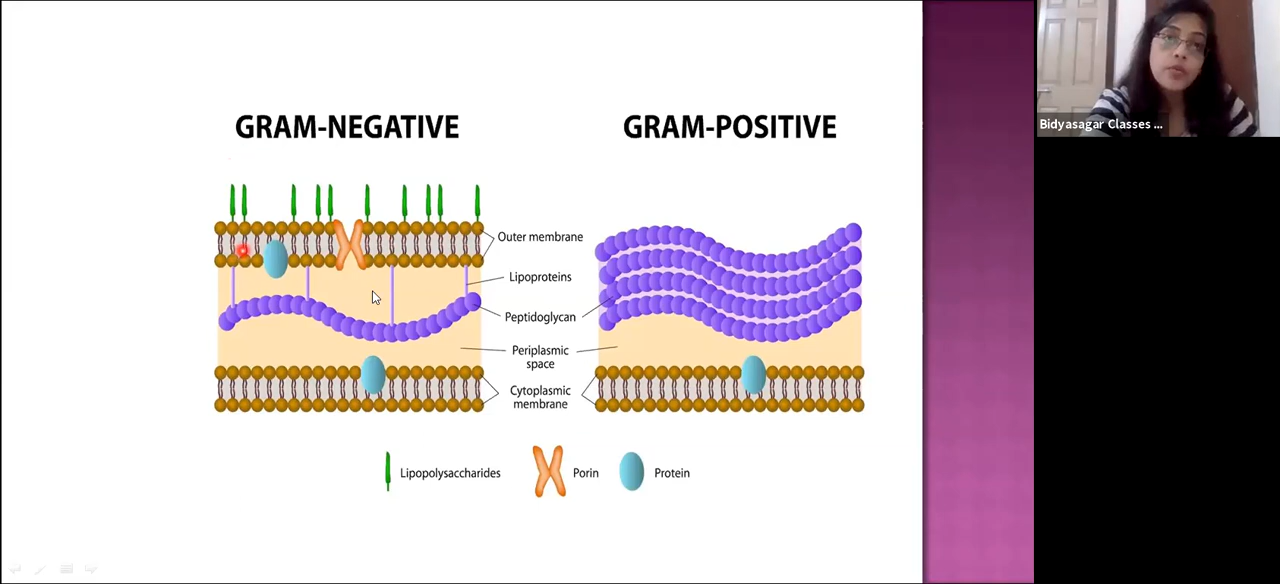 GRAM-NEGATIVE
GRAM-POSITIVE
Outer membrane
Lipoproteins
Peptidoglycan
Periplasmic
space
Cytoplasmic
membrane
Lipopolysaccharides
Porin
Protein
Bidyasagar Classes ...